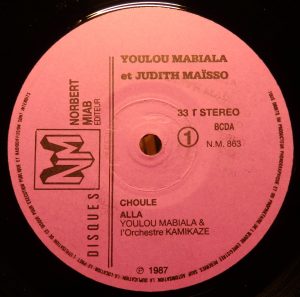 YOULOU MABIALA
et JUDITH MAÏSSO
NORBERT
MIAB
EDITEUR
NM
DISQUES
33 T STEREO
BCDA
1
N.M. 863
CHOULE
ALLA
YOULOU MABIALA &
l'Orchestre KAMIKAZE
℗ 1987